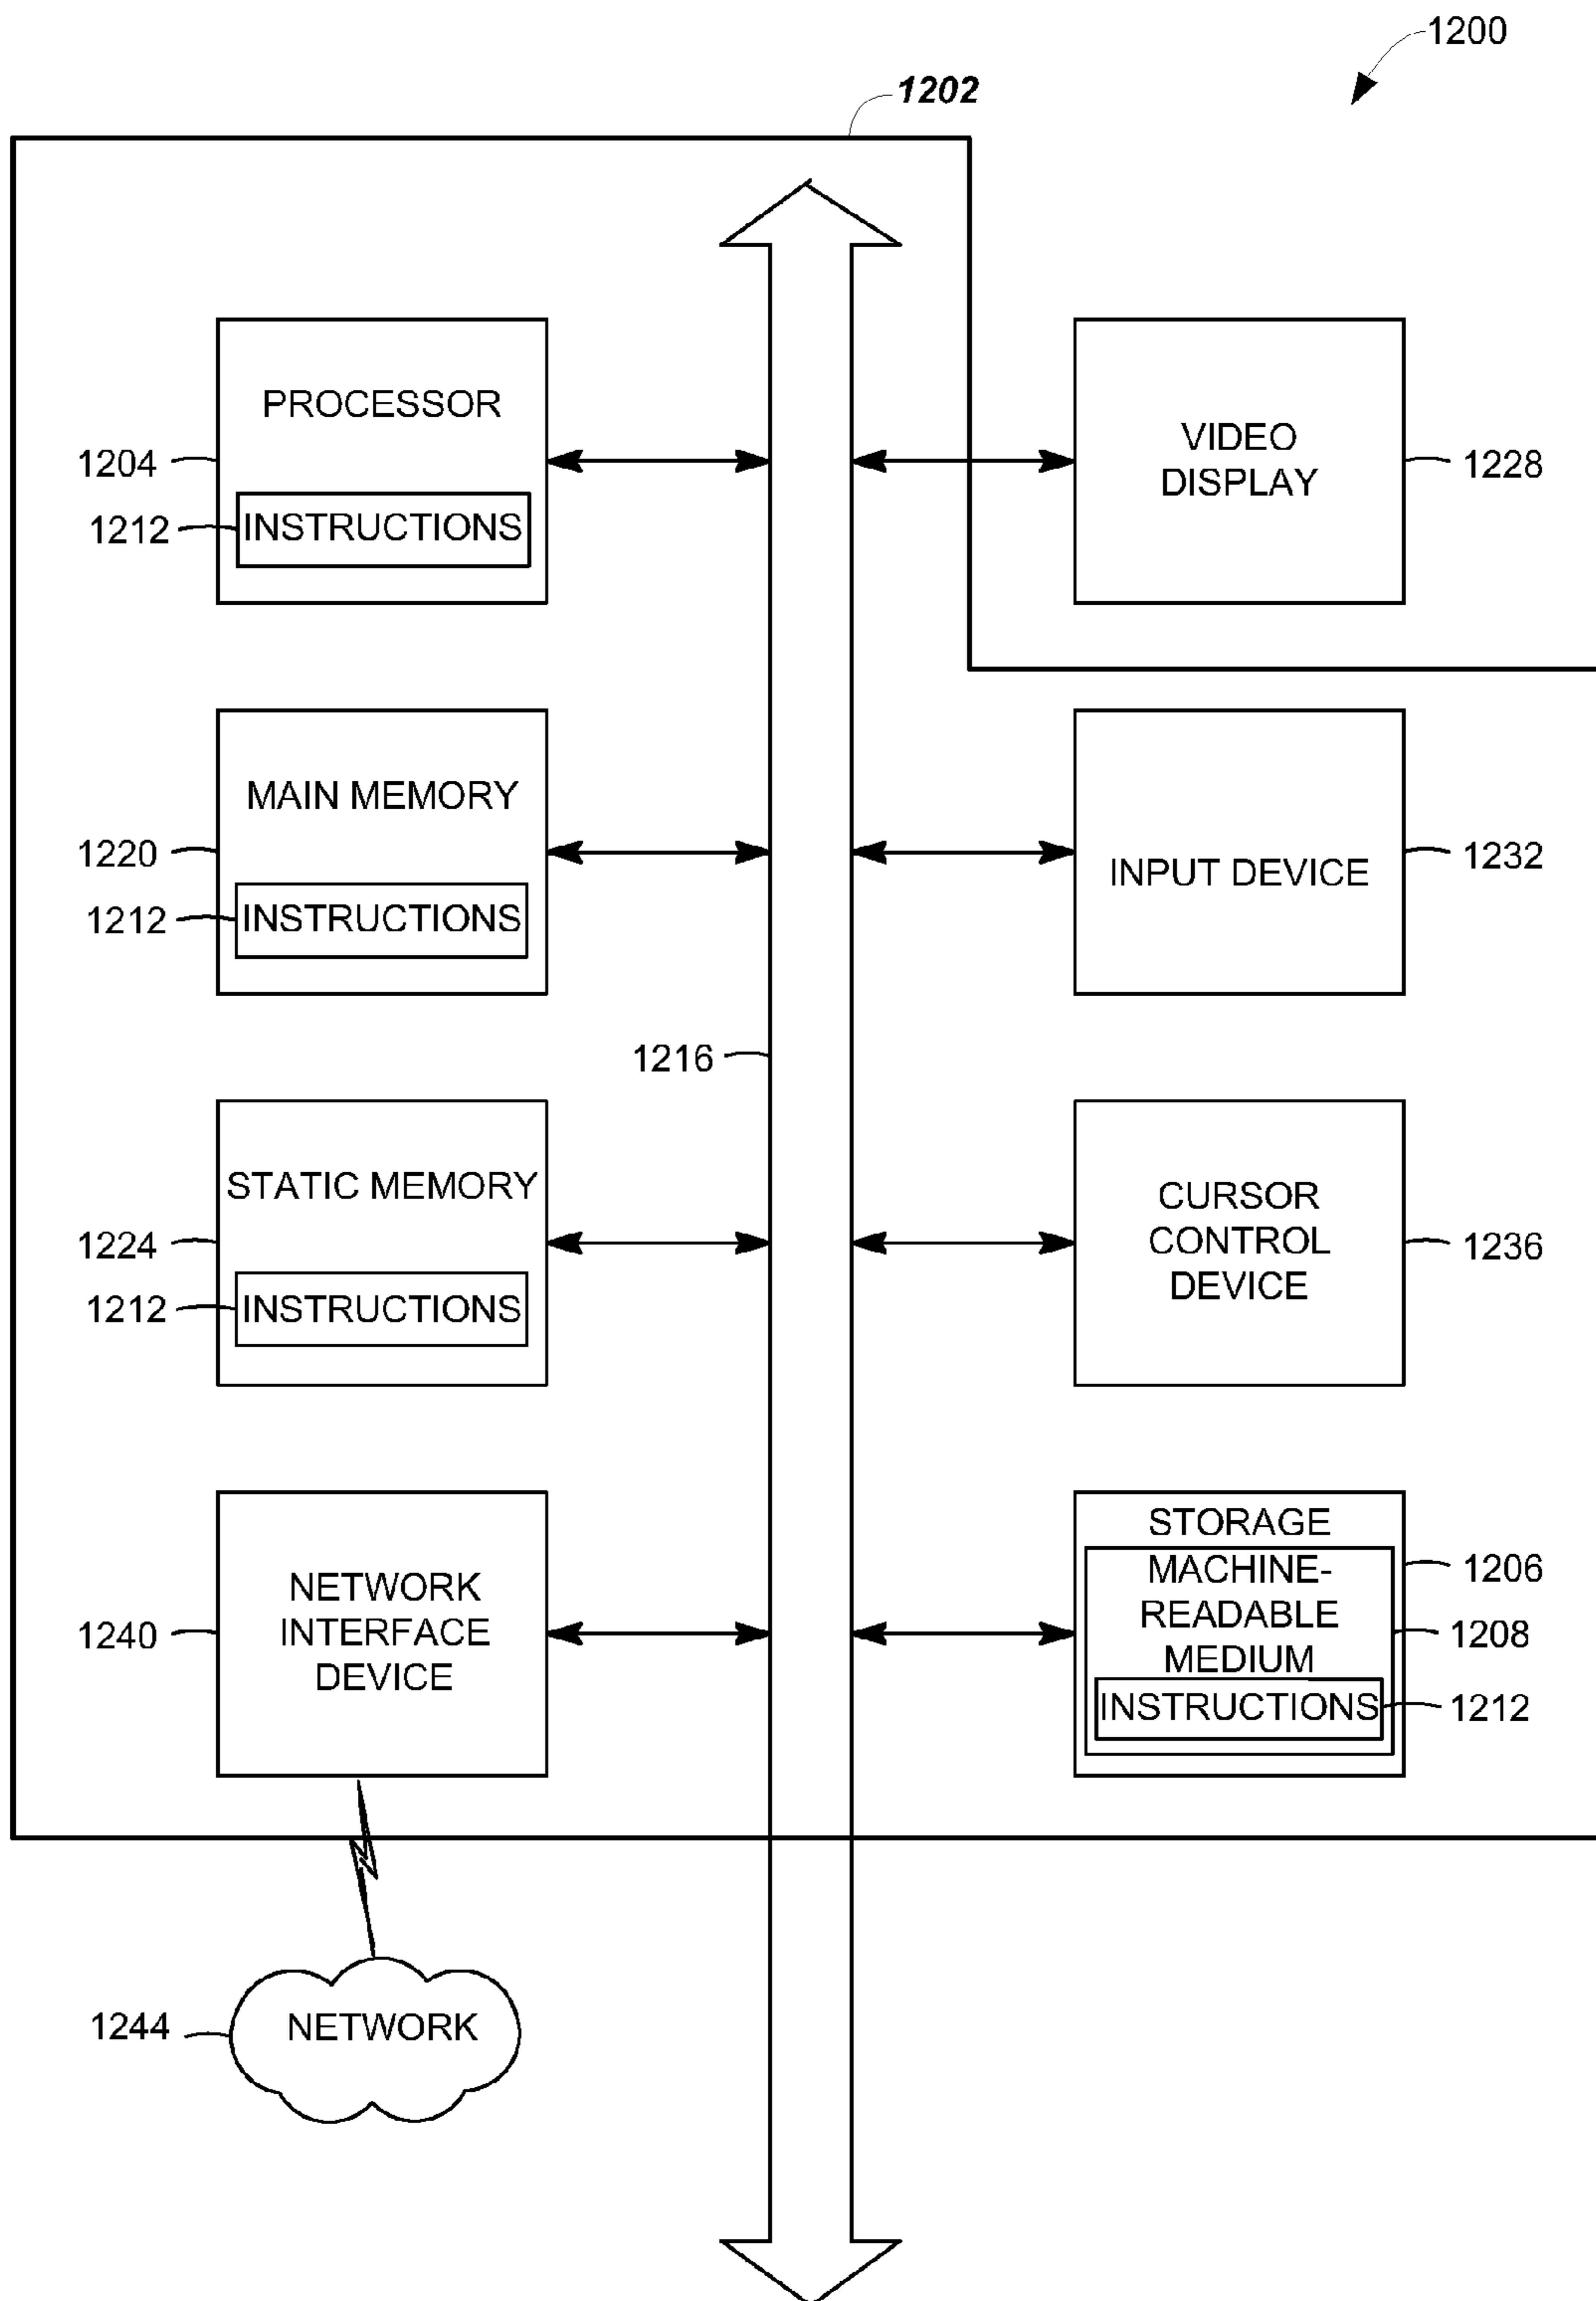 1200
1202
PROCESSOR
1204
1212
INSTRUCTIONS
VIDEO
DISPLAY
1228
MAIN MEMORY
1220
1212
INSTRUCTIONS
INPUT DEVICE
1232
1216
STATIC MEMORY
1224
1212
INSTRUCTIONS
CURSOR
CONTROL
DEVICE
1236
NETWORK
INTERFACE
DEVICE
1240
STORAGE
MACHINE-
READABLE
MEDIUM
INSTRUCTIONS
1206
1208
1212
1244
NETWORK